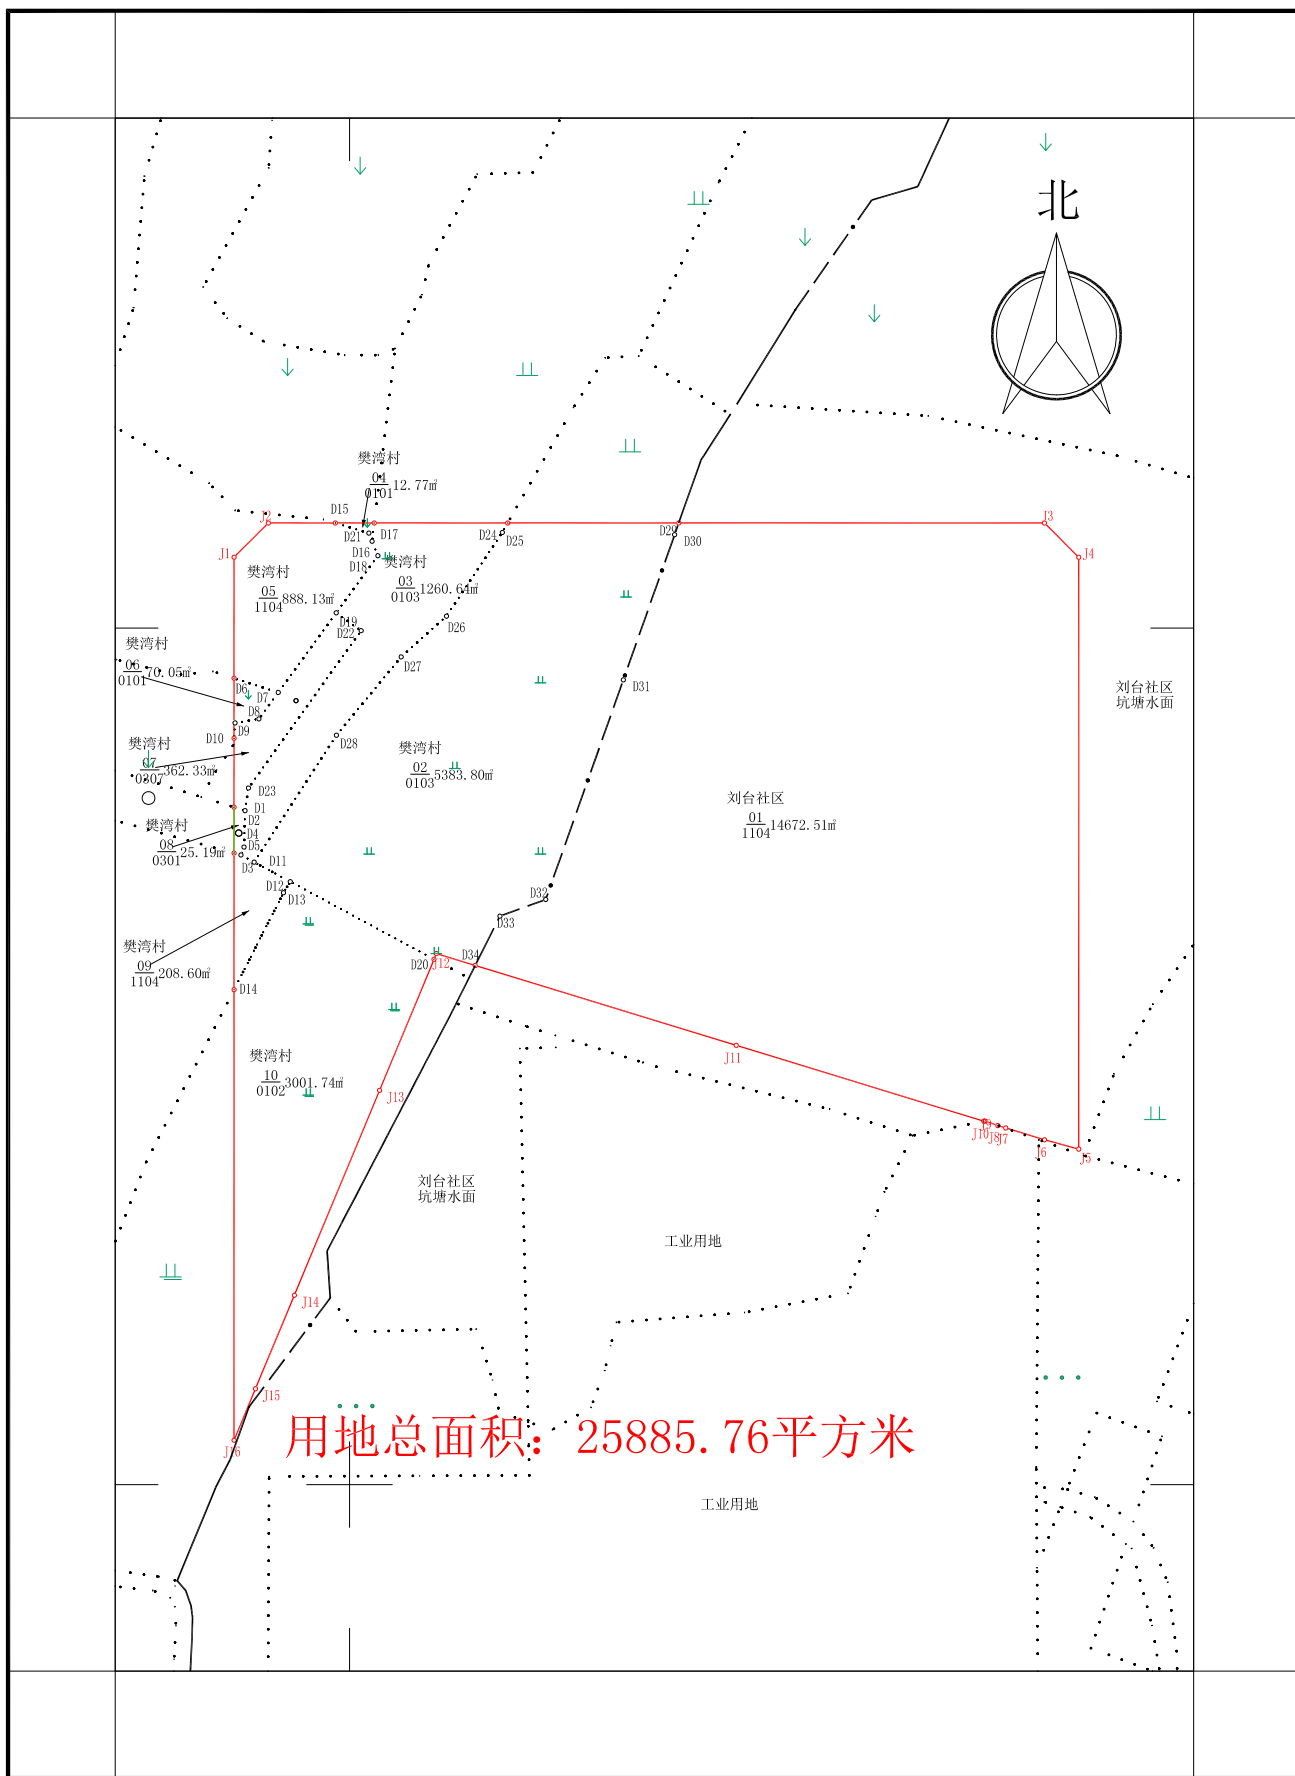 北
樊湾村
04
0101
12.77㎡
J2
D15
D21
D17
D16
D18
D24
D25
D29
D30
J3
J4
J1
樊湾村
05
1104
888.13㎡
樊湾村
03
0103
1260.64㎡
D19
D22
D26
D27
D31
樊湾村
06
0101
70.05㎡
D6
D7
D8
D9
D10
D28
刘台社区
坑塘水面
樊湾村
07
0307
362.33㎡
樊湾村
02
0103
5383.80㎡
D23
D1
D2
D4
D5
D3
D11
刘台社区
01
1104
14672.51㎡
樊湾村
08
0301
25.19㎡
D12
D13
D32
D33
D34
樊湾村
09
1104
208.60㎡
D20
J12
D14
樊湾村
10
0102
3001.74㎡
J11
J13
J10
J9
J8
J7
J6
J5
刘台社区
坑塘水面
工业用地
J14
J15
J16
用地总面积：25885.76平方米
工业用地